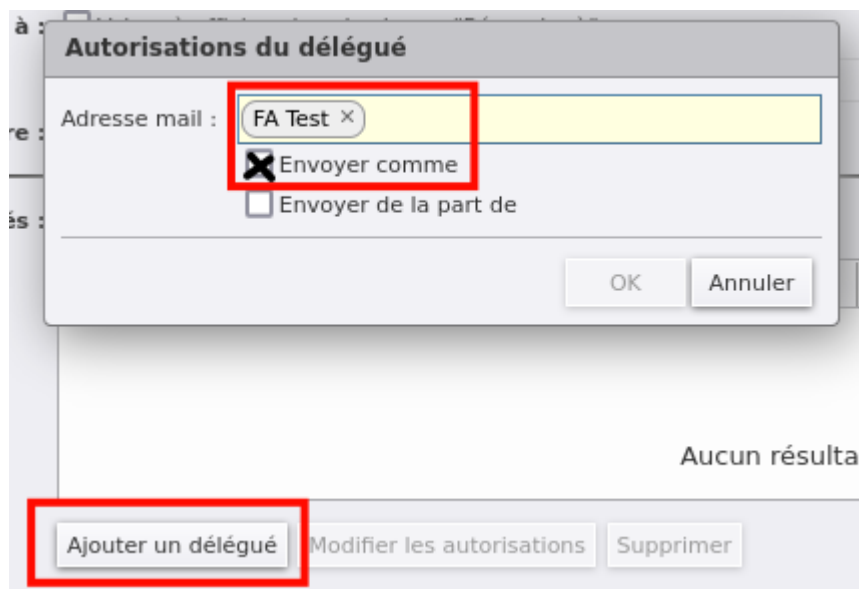 à :
Autorisations du délégué
Adresse mail : FA Test ×
re :
Envoyer comme
Envoyer de la part de
és :
OK Annuler
Aucun résulta
Ajouter un délégué Modifier les autorisations Supprimer